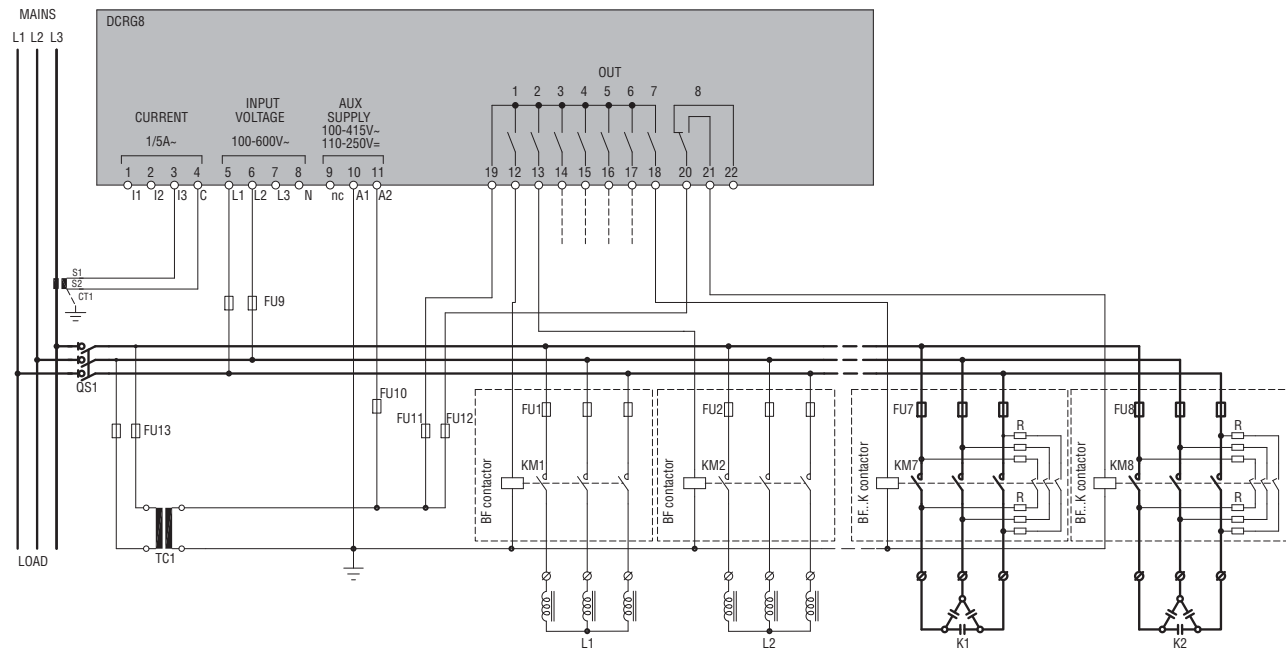 MAINS
L1 L2 L3
DCRG8
OUT
1 2 3 4 5 6 7 8
CURRENT
1/5A~
INPUT
VOLTAGE
100-600V~
AUX
SUPPLY
100-415V~
110-250V=
1 2 3 4 5 6 7 8 9 10 11 19 12 13 14 15 16 17 18 20 21 22
I1 I2 I3 C L1 L2 L3 N nc A1 A2
S1
S2
CT1
FU9
QS1
FU10
FU13
FU11
FU12
FU1
FU2
FU7
FU8
R
R
KM1
KM2
KM7
KM8
BF contactor
BF contactor
BF...K contactor
BF...K contactor
R
R
LOAD
TC1
L1
L2
K1
K2